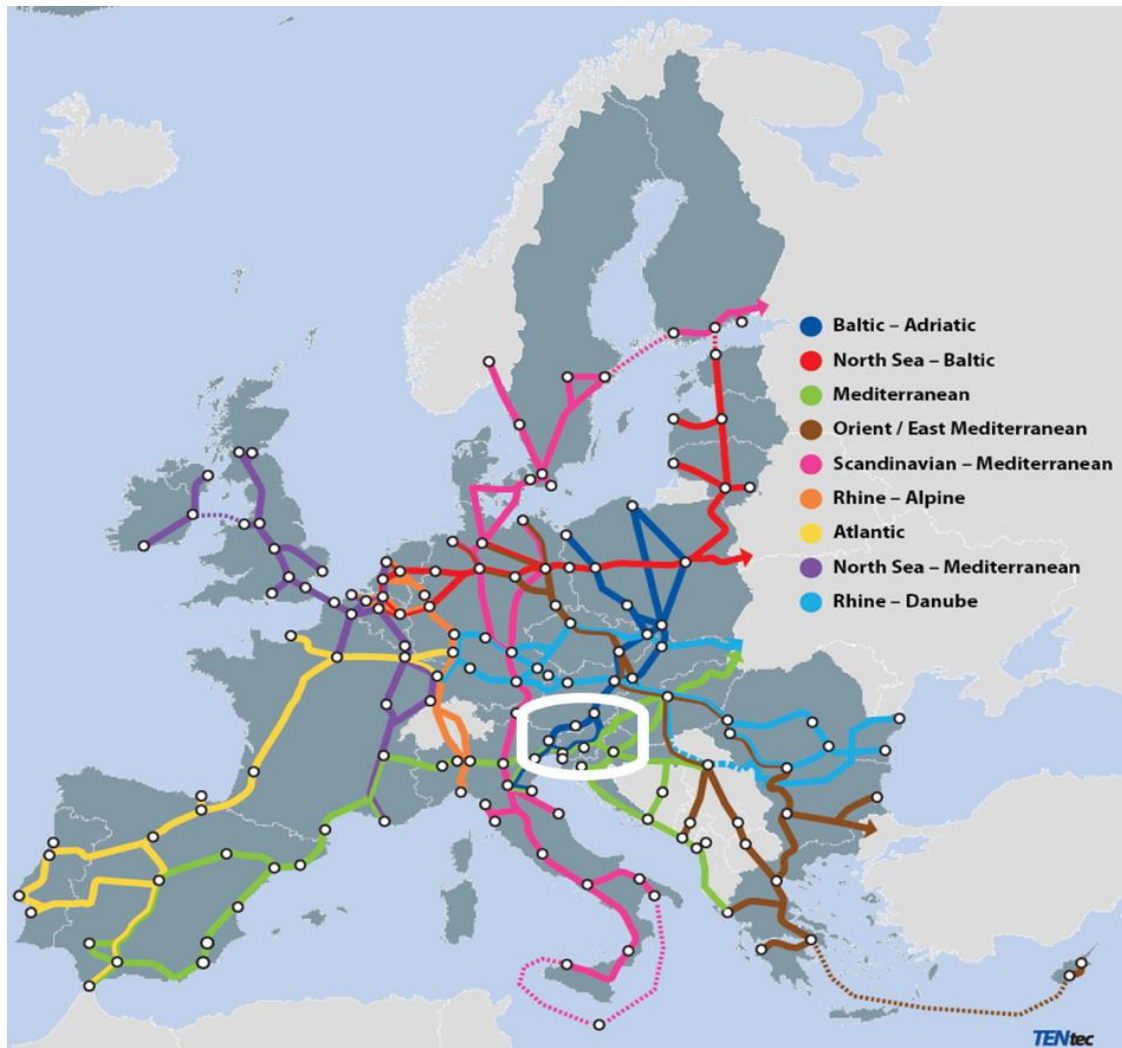 Baltic – Adriatic
North Sea – Baltic
Mediterranean
Orient / East Mediterranean
Scandinavian – Mediterranean
Rhine – Alpine
Atlantic
North Sea – Mediterranean
Rhine – Danube
TENtec